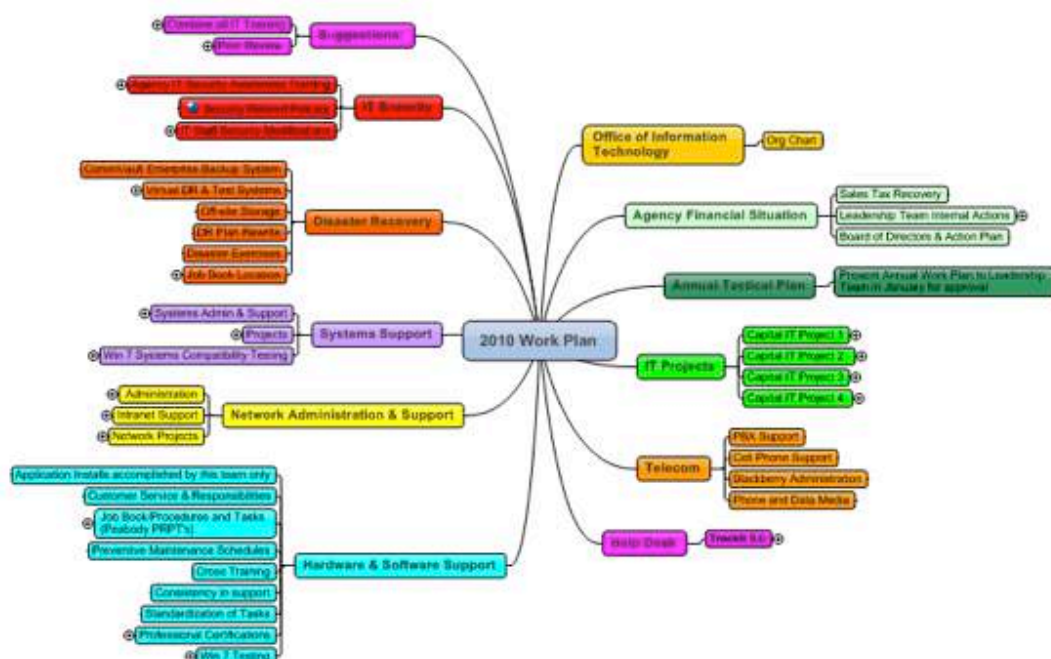 Combine all IT Training
Peer Review
Suggestions:
Agency IT Security Awareness Training
Security Related Policies
IT Staff Security
IT Security
Commvault Enterprise Backup System
Virtual DR & Test Systems
Off-site Storage
DR Plan Rewrite
Disaster Exercises
Job Book Location
Disaster Recovery
Systems Admin & Support
Projects
Win 7 Systems Compatibility Testing
Systems Support
Administration
Intranet Support
Network Projects
Network Administration & Support
Application Installs accomplished by this team only
Customer Service & Responsibilities
Job Book/Procedures and Tasks
(Peabody PRPT's)
Preventive Maintenance Schedules
Cross Training
Consistency in support
Standardization of Tasks
Professional Certifications
Win 7 Testing
Hardware & Software Support
2010 Work Plan
Office of Information
Technology
Org Chart
Agency Financial Situation
Sales Tax Recovery
Leadership Team Internal Actions
Board of Directors & Action Plan
Annual Tactical Plan
Present Annual Work Plan to Leadership
Team in January for approval
IT Projects
Capital IT Project 1
Capital IT Project 2
Capital IT Project 3
Capital IT Project 4
Telecom
PBX Support
Cell Phone Support
Blackberry Administration
Phone and Data Media
Help Desk